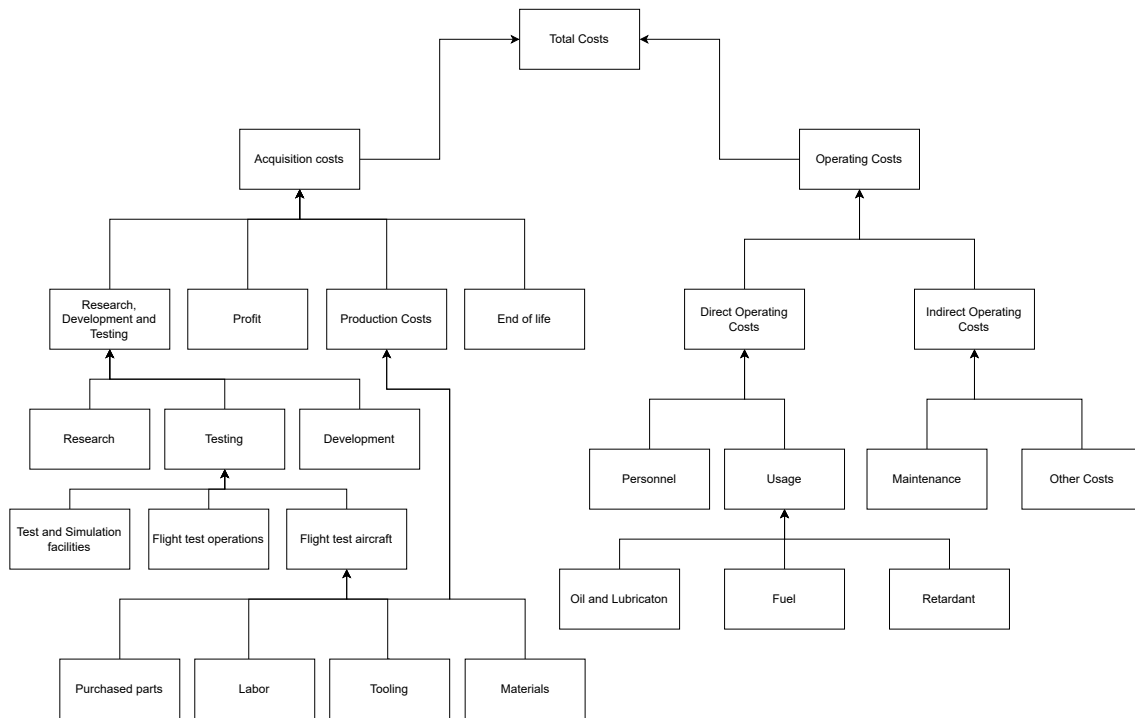 Total Costs
Acquisition costs
Operating Costs
Research,
Development and
Testing
Profit
Production Costs
End of life
Direct Operating
Costs
Indirect Operating
Costs
Research
Testing
Development
Personnel
Usage
Maintenance
Other Costs
Test and Simulation
facilities
Flight test operations
Flight test aircraft
Oil and Lubricaton
Fuel
Retardant
Purchased parts
Labor
Tooling
Materials